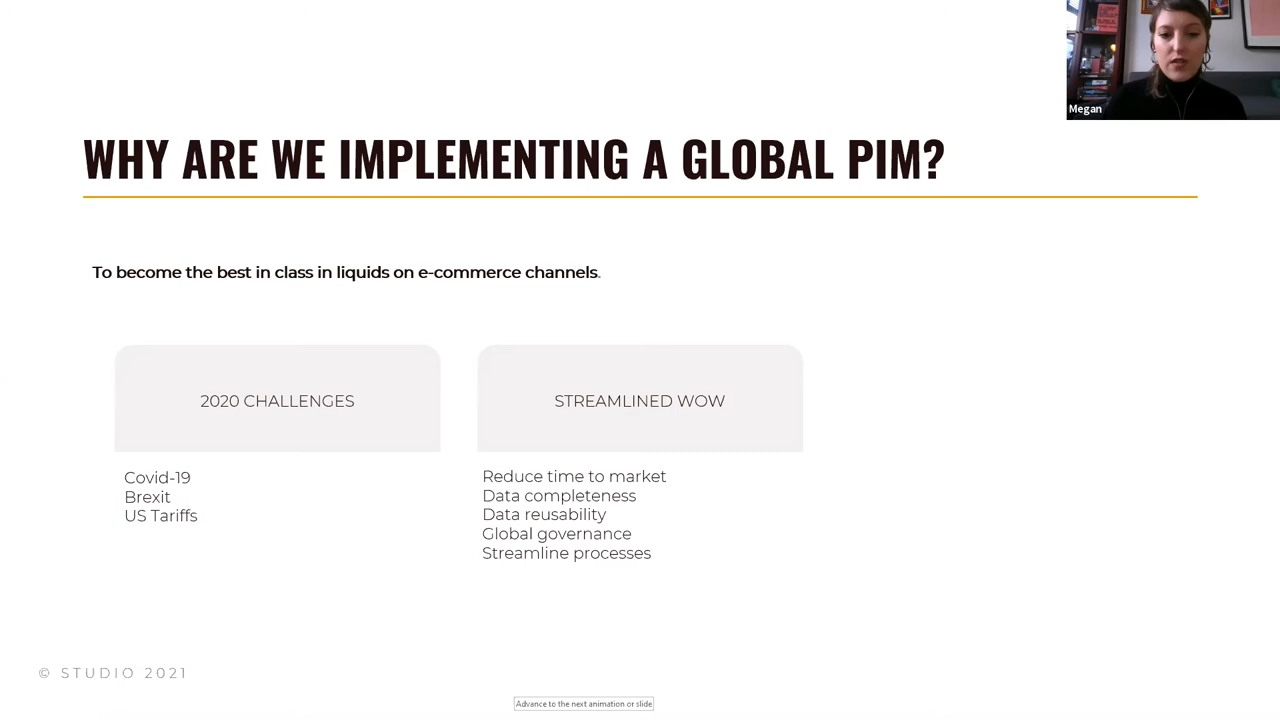 Megan
WHY ARE WE IMPLEMENTING A GLOBAL PIM?
To become the best in class in liquids on e-commerce channels.
2020 CHALLENGES
Covid-19
Brexit
US Tariffs
STREAMLINED WOW
Reduce time to market
Data completeness
Data reusability
Global governance
Streamline processes
© STUDIO 2021
Advance to the next animation or slide